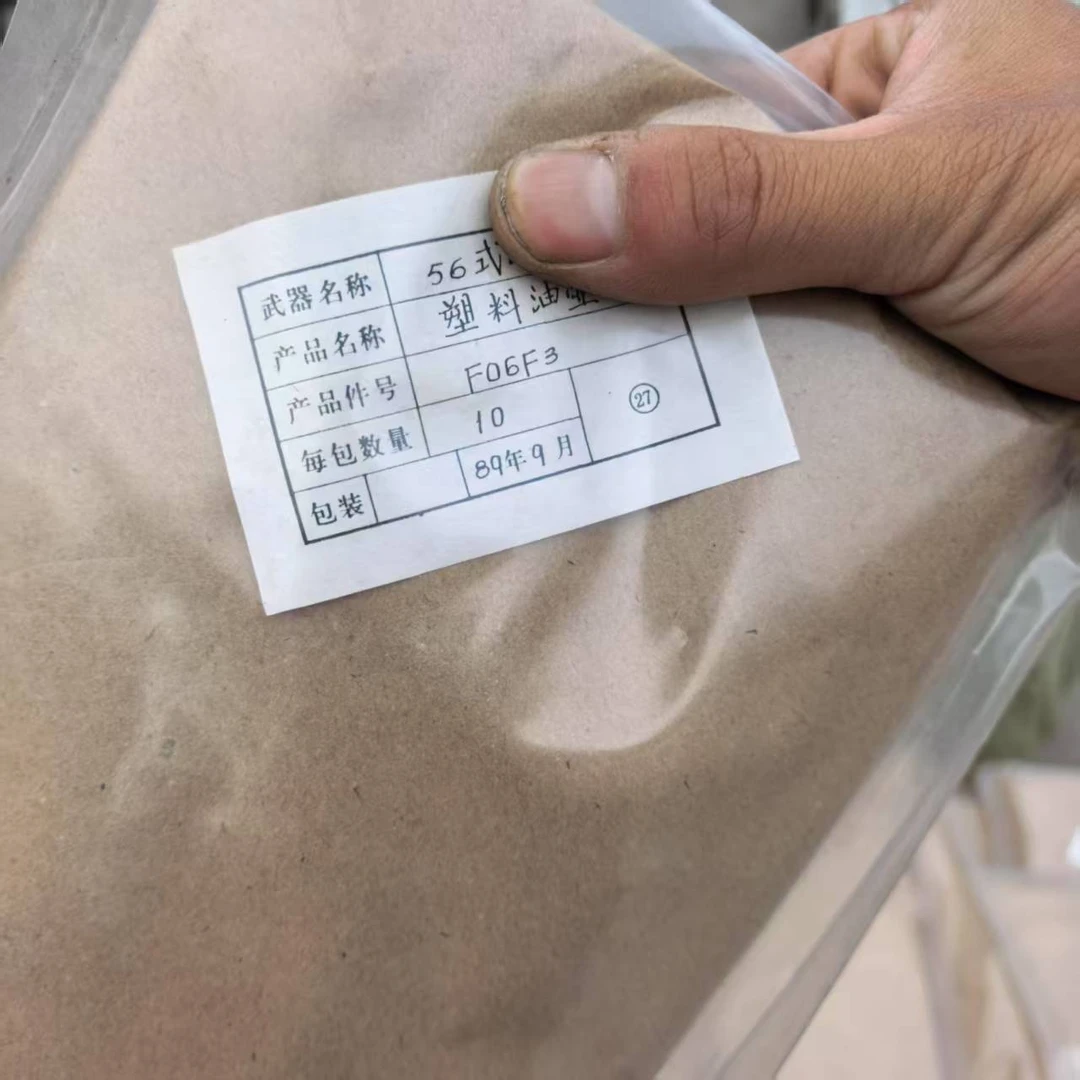 武器名称 56式
产品名称 塑料油
产品件号 F06F3
每包数量 10 ㉗
包装 89年9月